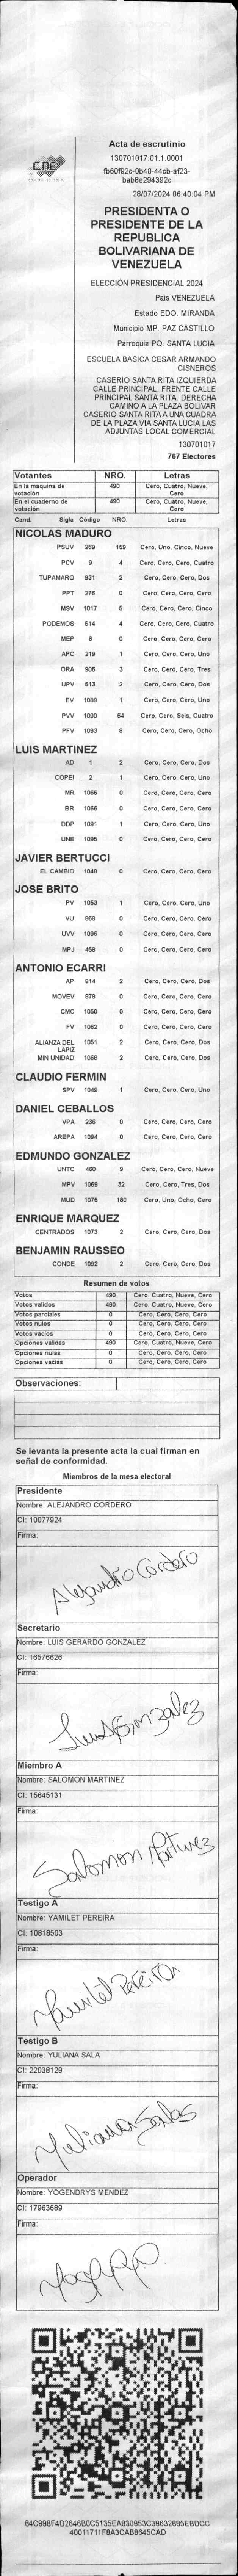 CNE
Acta de escrutinio
130701017.01.1.0001
fb60f92c-0b40-44cb-af23-
bab8e294392c
28/07/2024 06:40:04 PM
PRESIDENTA O
PRESIDENTE DE LA
REPUBLICA
BOLIVARIANA DE
VENEZUELA
ELECCIÓN PRESIDENCIAL 2024
Pais VENEZUELA
Estado EDO. MIRANDA
Municipio MP. PAZ CASTILLO
Parroquia PQ. SANTA LUCIA
ESCUELA BASICA CESAR ARMANDO
CISNEROS
CASERIO SANTA RITA IZQUIERDA
CALLE PRINCIPAL. FRENTE CALLE
PRINCIPAL SANTA RITA. DERECHA
CAMINO A LA PLAZA BOLIVAR
CASERIO SANTA RITA A UNA CUADRA
DE LA PLAZA VIA SANTA LUCIA LAS
ADJUNTAS LOCAL COMERCIAL
130701017
767 Electores
Votantes NRO. Letras
En la máquina de votación 490 Cero, Cuatro, Nueve, Cero
En el cuaderno de votación 490 Cero, Cuatro, Nueve, Cero
Cand. Sigla Código NRO. Letras
NICOLAS MADURO
PSUV 269 159 Cero, Uno, Cinco, Nueve
PCV 9 4 Cero, Cero, Cero, Cuatro
TUPAMARO 931 2 Cero, Cero, Cero, Dos
PPT 276 0 Cero, Cero, Cero, Cero
MSV 1017 5 Cero, Cero, Cero, Cinco
PODEMOS 514 4 Cero, Cero, Cero, Cuatro
MEP 6 0 Cero, Cero, Cero, Cero
APC 219 1 Cero, Cero, Cero, Uno
ORA 906 3 Cero, Cero, Cero, Tres
UPV 513 2 Cero, Cero, Cero, Dos
EV 1089 1 Cero, Cero, Cero, Uno
PVV 1090 64 Cero, Cero, Seis, Cuatro
PFV 1093 8 Cero, Cero, Cero, Ocho
LUIS MARTINEZ
AD 1 2 Cero, Cero, Cero, Dos
COPEI 2 1 Cero, Cero, Cero, Uno
MR 1065 0 Cero, Cero, Cero, Cero
BR 1066 0 Cero, Cero, Cero, Cero
DDP 1091 1 Cero, Cero, Cero, Uno
UNE 1095 0 Cero, Cero, Cero, Cero
JAVIER BERTUCCI
EL CAMBIO 1049 0 Cero, Cero, Cero, Cero
JOSE BRITO
PV 1053 1 Cero, Cero, Cero, Uno
VU 968 0 Cero, Cero, Cero, Cero
UVV 1096 0 Cero, Cero, Cero, Cero
MPJ 458 0 Cero, Cero, Cero, Cero
ANTONIO ECARRI
AP 814 2 Cero, Cero, Cero, Dos
MOVEV 879 0 Cero, Cero, Cero, Cero
CMC 1050 0 Cero, Cero, Cero, Cero
FV 1062 0 Cero, Cero, Cero, Cero
ALIANZA DEL LAPIZ 1051 2 Cero, Cero, Cero, Dos
MIN UNIDAD 1068 2 Cero, Cero, Cero, Dos
CLAUDIO FERMIN
SPV 1049 1 Cero, Cero, Cero, Uno
DANIEL CEBALLOS
VPA 236 0 Cero, Cero, Cero, Cero
AREPA 1094 0 Cero, Cero, Cero, Cero
EDMUNDO GONZALEZ
UNTC 460 9 Cero, Cero, Cero, Nueve
MPV 1069 32 Cero, Cero, Tres, Dos
MUD 1075 180 Cero, Uno, Ocho, Cero
ENRIQUE MARQUEZ
CENTRADOS 1073 2 Cero, Cero, Cero, Dos
BENJAMIN RAUSSEO
CONDE 1092 2 Cero, Cero, Cero, Dos
Resumen de votos
Votos 490 Cero, Cuatro, Nueve, Cero
Votos validos 490 Cero, Cuatro, Nueve, Cero
Votos parciales 0 Cero, Cero, Cero, Cero
Votos nulos 0 Cero, Cero, Cero, Cero
Votos vacios 0 Cero, Cero, Cero, Cero
Opciones validas 490 Cero, Cuatro, Nueve, Cero
Opciones nulas 0 Cero, Cero, Cero, Cero
Opciones vacias 0 Cero, Cero, Cero, Cero
Observaciones:
Se levanta la presente acta la cual firman en
señal de conformidad.
Miembros de la mesa electoral
Presidente
Nombre: ALEJANDRO CORDERO
CI: 10077924
Firma:
Alejandro Cordero
Secretario
Nombre: LUIS GERARDO GONZALEZ
CI: 16576626
Firma:
Luis Gonzalez
Miembro A
Nombre: SALOMON MARTINEZ
CI: 15645131
Firma:
Salomon Martinez
Testigo A
Nombre: YAMILET PEREIRA
CI: 10818503
Firma:
Yamilet Pereira
Testigo B
Nombre: YULIANA SALA
CI: 22038129
Firma:
Yuliana Salas
Operador
Nombre: YOGENDRYS MENDEZ
CI: 17963689
Firma:
84C998F4D2646B0C5135EA830953C39632885EBDCC
40011711F8A3CAB8645CAD